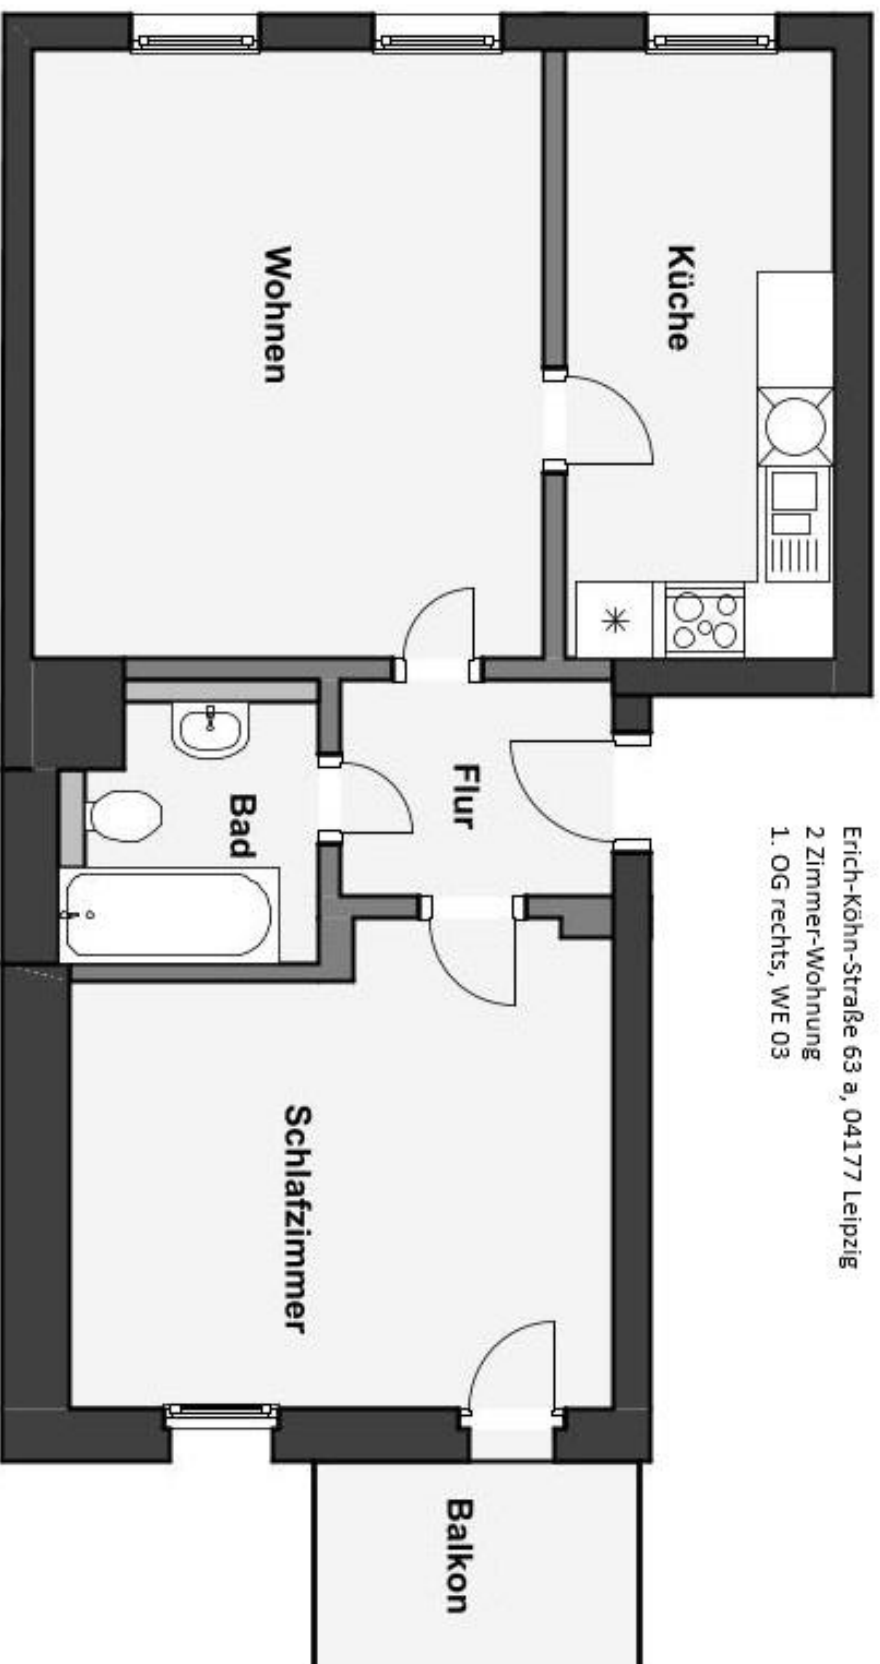 Erich-Köhn-Straße 63 a, 04177 Leipzig
2 Zimmer-Wohnung
1. OG rechts, WE 03
Küche
Wohnen
Flur
Bad
Schlafzimmer
Balkon